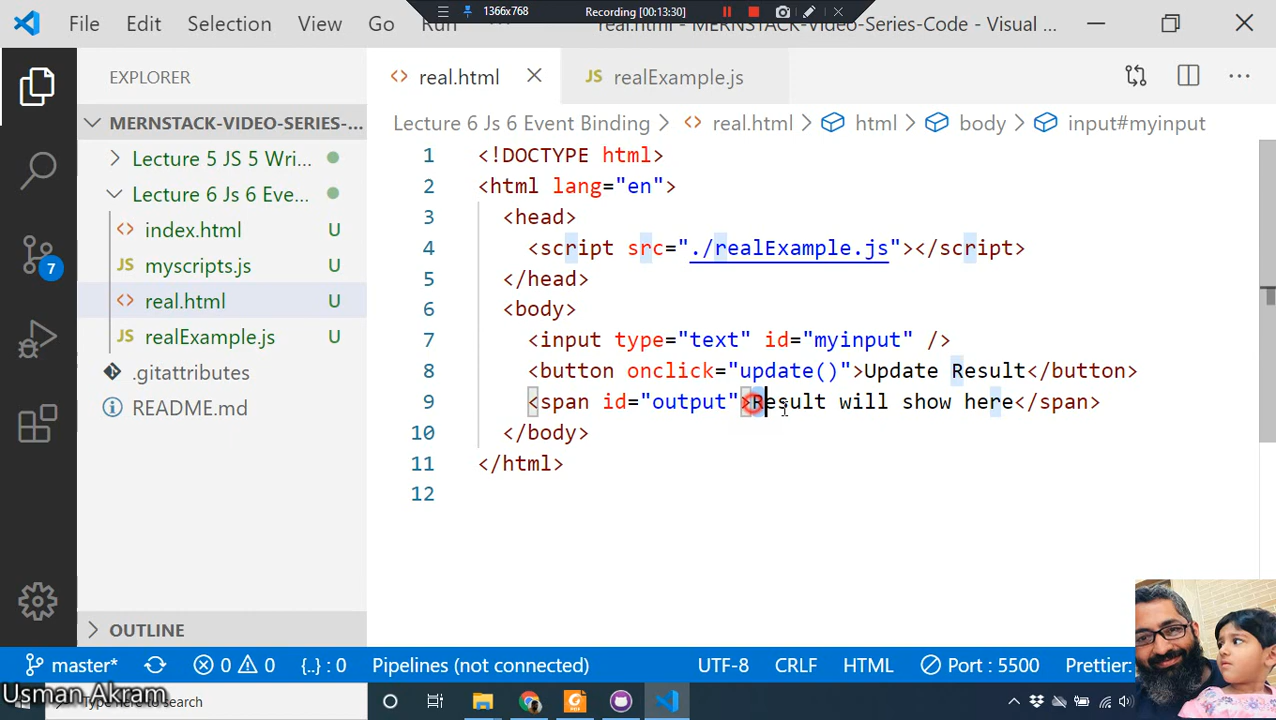 File Edit Selection View Go Run real.html - MERNSTACK-Video-Series-Code - Visual ...
1366x768 Recording [00:13:30]
EXPLORER
real.html
JS realExample.js
MERNSTACK-VIDEO-SERIES-...
Lecture 6 Js 6 Event Binding > real.html > html > body > input#myinput
Lecture 5 JS 5 Wri...
Lecture 6 Js 6 Eve...
index.html U
JS myscripts.js U
real.html U
JS realExample.js U
.gitattributes
README.md
7
1 <!DOCTYPE html>
2 <html lang="en">
3 <head>
4 <script src="./realExample.js"></script>
5 </head>
6 <body>
7 <input type="text" id="myinput" />
8 <button onclick="update()">Update Result</button>
9 <span id="output">Result will show here</span>
10 </body>
11 </html>
12
OUTLINE
master* 0 0 {..} : 0 Pipelines (not connected) UTF-8 CRLF HTML Port : 5500 Prettier:
Usman Akram
Type here to search